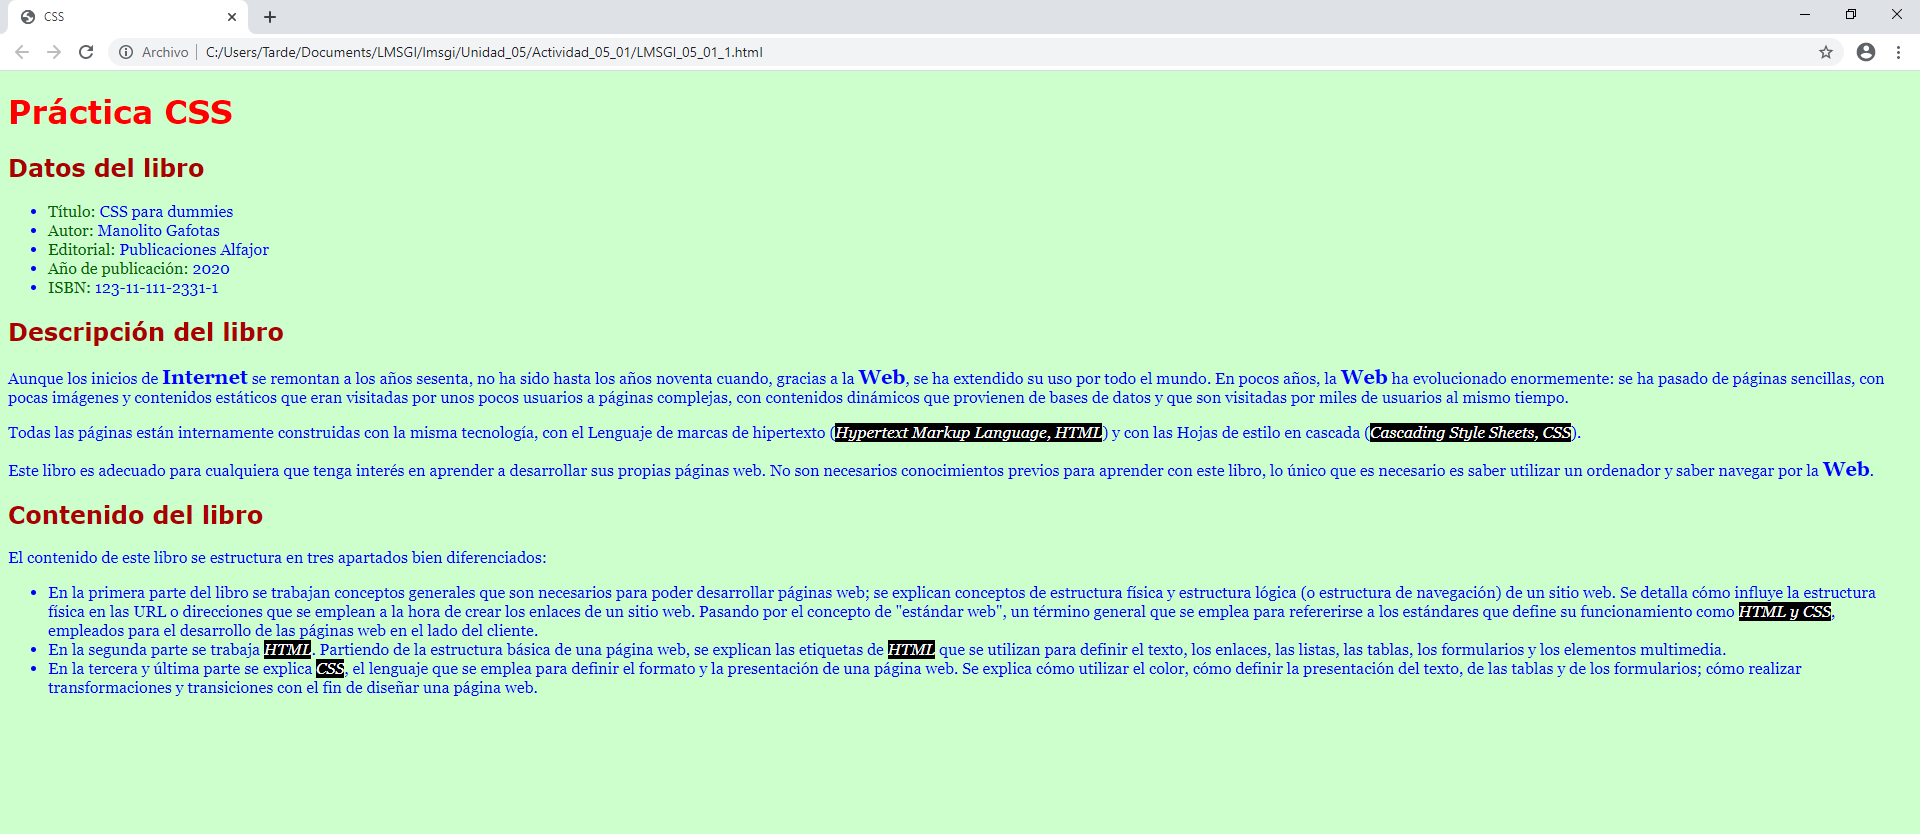 CSS
Archivo C:/Users/Tarde/Documents/LMSGI/lmsgi/Unidad_05/Actividad_05_01/LMSGI_05_01_1.html
Práctica CSS
Datos del libro
Título: CSS para dummies
Autor: Manolito Gafotas
Editorial: Publicaciones Alfajor
Año de publicación: 2020
ISBN: 123-11-111-2331-1
Descripción del libro
Aunque los inicios de Internet se remontan a los años sesenta, no ha sido hasta los años noventa cuando, gracias a la Web, se ha extendido su uso por todo el mundo. En pocos años, la Web ha evolucionado enormemente: se ha pasado de páginas sencillas, con
pocas imágenes y contenidos estáticos que eran visitadas por unos pocos usuarios a páginas complejas, con contenidos dinámicos que provienen de bases de datos y que son visitadas por miles de usuarios al mismo tiempo.
Todas las páginas están internamente construidas con la misma tecnología, con el Lenguaje de marcas de hipertexto (Hypertext Markup Language, HTML) y con las Hojas de estilo en cascada (Cascading Style Sheets, CSS).
Este libro es adecuado para cualquiera que tenga interés en aprender a desarrollar sus propias páginas web. No son necesarios conocimientos previos para aprender con este libro, lo único que es necesario es saber utilizar un ordenador y saber navegar por la Web.
Contenido del libro
El contenido de este libro se estructura en tres apartados bien diferenciados:
En la primera parte del libro se trabajan conceptos generales que son necesarios para poder desarrollar páginas web; se explican conceptos de estructura física y estructura lógica (o estructura de navegación) de un sitio web. Se detalla cómo influye la estructura
física en las URL o direcciones que se emplean a la hora de crear los enlaces de un sitio web. Pasando por el concepto de "estándar web", un término general que se emplea para refererirse a los estándares que define su funcionamiento como HTML y CSS,
empleados para el desarrollo de las páginas web en el lado del cliente.
En la segunda parte se trabaja HTML. Partiendo de la estructura básica de una página web, se explican las etiquetas de HTML que se utilizan para definir el texto, los enlaces, las listas, las tablas, los formularios y los elementos multimedia.
En la tercera y última parte se explica CSS, el lenguaje que se emplea para definir el formato y la presentación de una página web. Se explica cómo utilizar el color, cómo definir la presentación del texto, de las tablas y de los formularios; cómo realizar
transformaciones y transiciones con el fin de diseñar una página web.